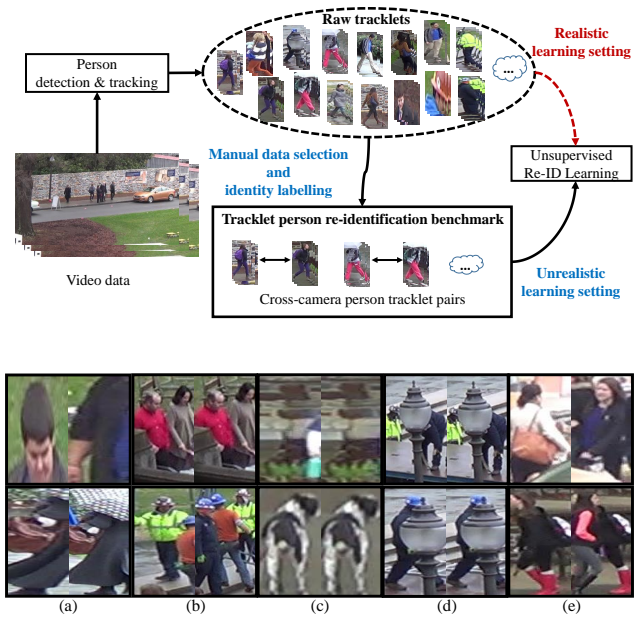 Raw tracklets
Realistic
learning setting
Person
detection & tracking
...
Manual data selection
and
identity labelling
Unsupervised
Re-ID Learning
Tracklet person re-identification benchmark
...
Cross-camera person tracklet pairs
Video data
Unrealistic
learning setting
(a) (b) (c) (d) (e)